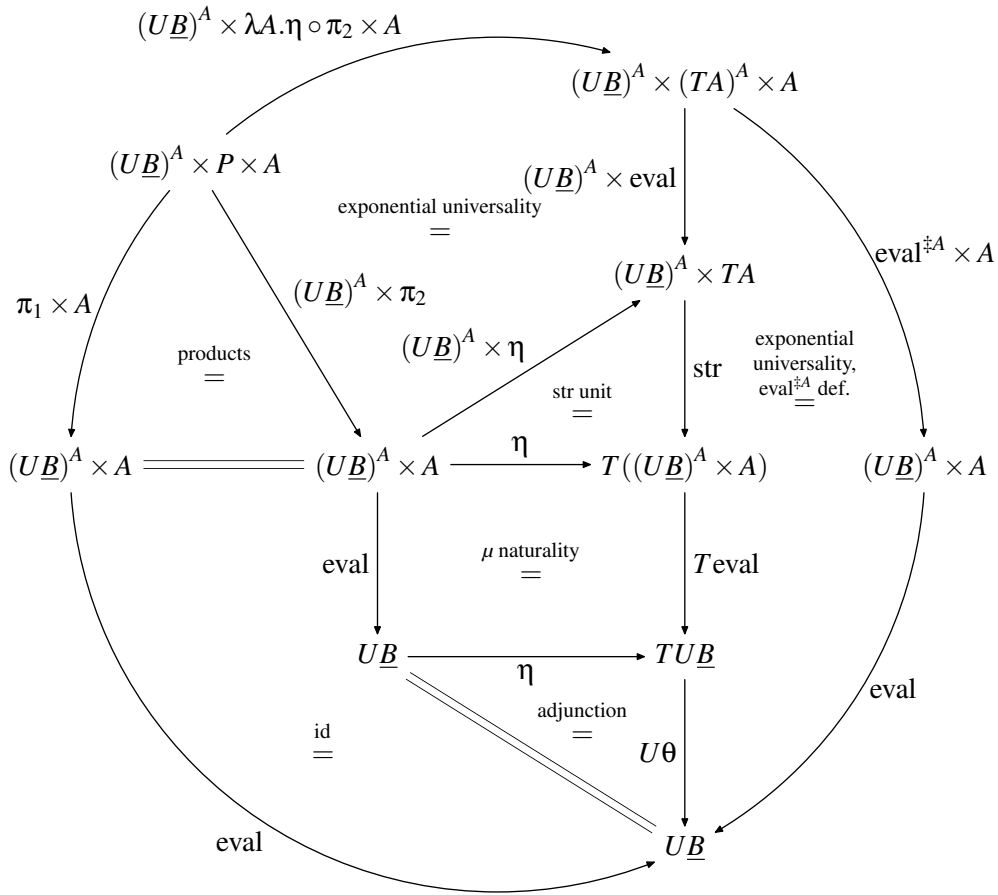 (UB̲)^A × λA.η ∘ π₂ × A
(UB̲)^A × (TA)^A × A
(UB̲)^A × P × A
(UB̲)^A × eval
exponential universality
=
eval^{‡A} × A
(UB̲)^A × TA
π₁ × A
(UB̲)^A × π₂
(UB̲)^A × η
products
=
str unit
=
str
exponential
universality,
eval^{‡A} def.
=
(UB̲)^A × A
(UB̲)^A × A
η
T((UB̲)^A × A)
(UB̲)^A × A
eval
μ naturality
=
T eval
UB̲
η
TUB̲
eval
id
=
adjunction
=
Uθ
eval
UB̲